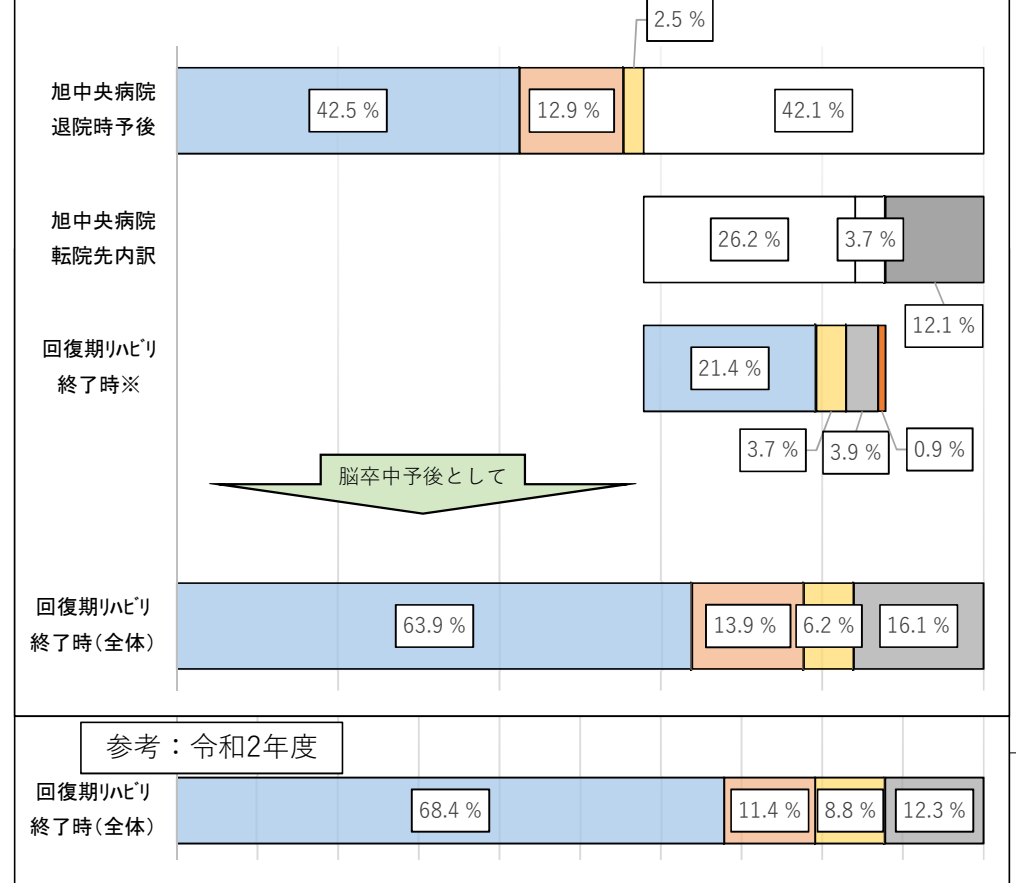 2.5 %
旭中央病院
退院時予後
42.5 %
12.9 %
42.1 %
旭中央病院
転院先内訳
26.2 %
3.7 %
12.1 %
回復期ﾘﾊﾋﾞﾘ
終了時※
21.4 %
3.7 %
3.9 %
0.9 %
脳卒中予後として
回復期ﾘﾊﾋﾞﾘ
終了時(全体)
63.9 %
13.9 %
6.2 %
16.1 %
参考：令和2年度
回復期ﾘﾊﾋﾞﾘ
終了時(全体)
68.4 %
11.4 %
8.8 %
12.3 %